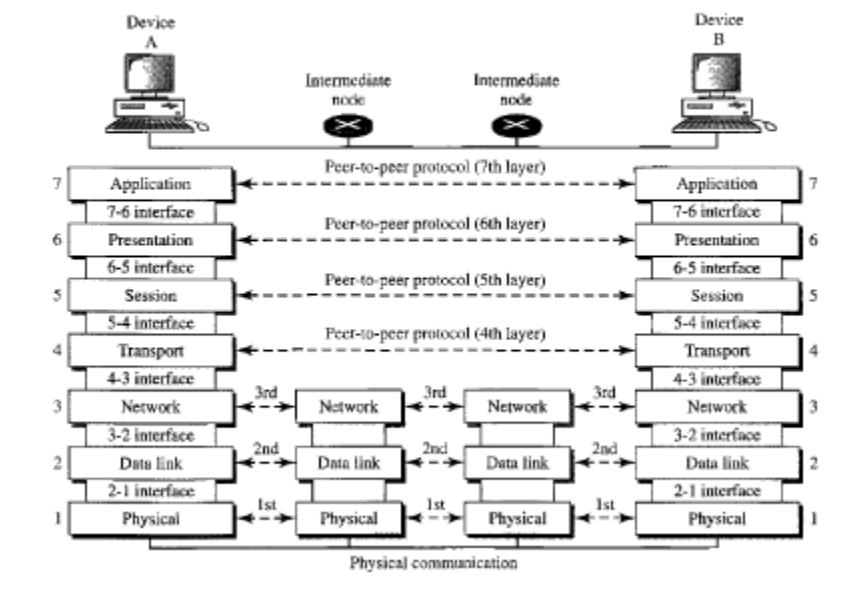 Device
A
Device
B
Intermediate
node
Intermediate
node
Peer-to-peer protocol (7th layer)
7 Application Application 7
7-6 interface 7-6 interface
Peer-to-peer protocol (6th layer)
6 Presentation Presentation 6
6-5 interface 6-5 interface
Peer-to-peer protocol (5th layer)
5 Session Session 5
5-4 interface 5-4 interface
Peer-to-peer protocol (4th layer)
4 Transport Transport 4
4-3 interface 4-3 interface
3rd 3rd 3rd
3 Network Network Network Network 3
3-2 interface 3-2 interface
2nd 2nd 2nd
2 Data link Data link Data link Data link 2
2-1 interface 2-1 interface
1st 1st 1st
1 Physical Physical Physical Physical 1
Physical communication